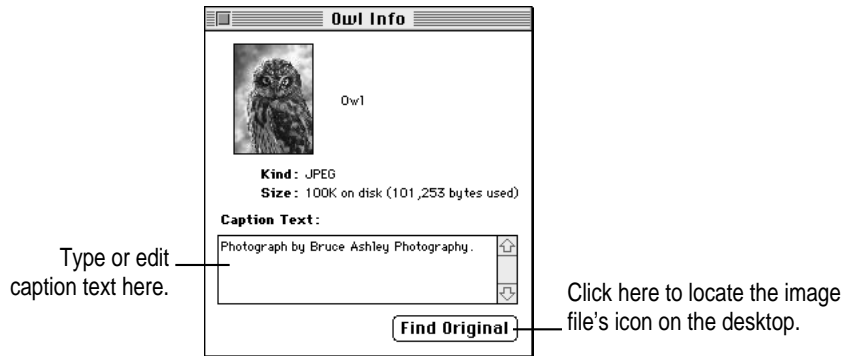 Owl Info
Owl
Kind: JPEG
Size: 100K on disk (101,253 bytes used)
Caption Text:
Photograph by Bruce Ashley Photography.
Type or edit
caption text here.
Find Original
Click here to locate the image
file's icon on the desktop.